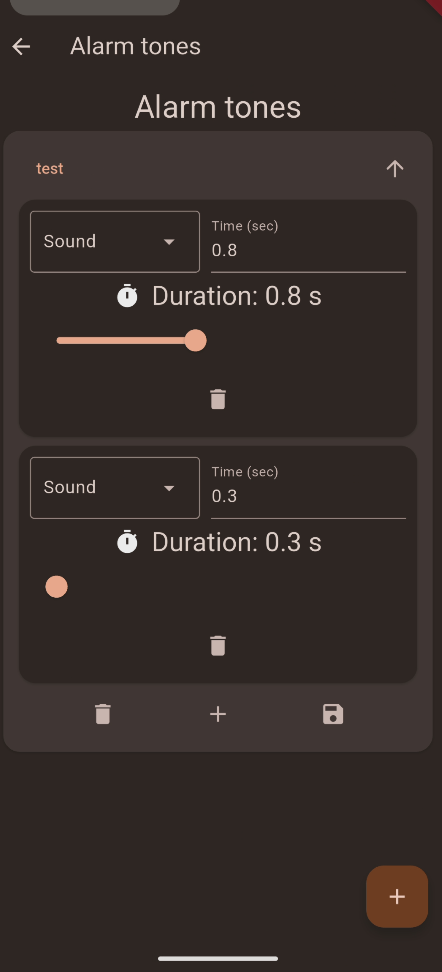 Alarm tones
Alarm tones
test
Sound
Time (sec)
0.8
Duration: 0.8 s
Sound
Time (sec)
0.3
Duration: 0.3 s